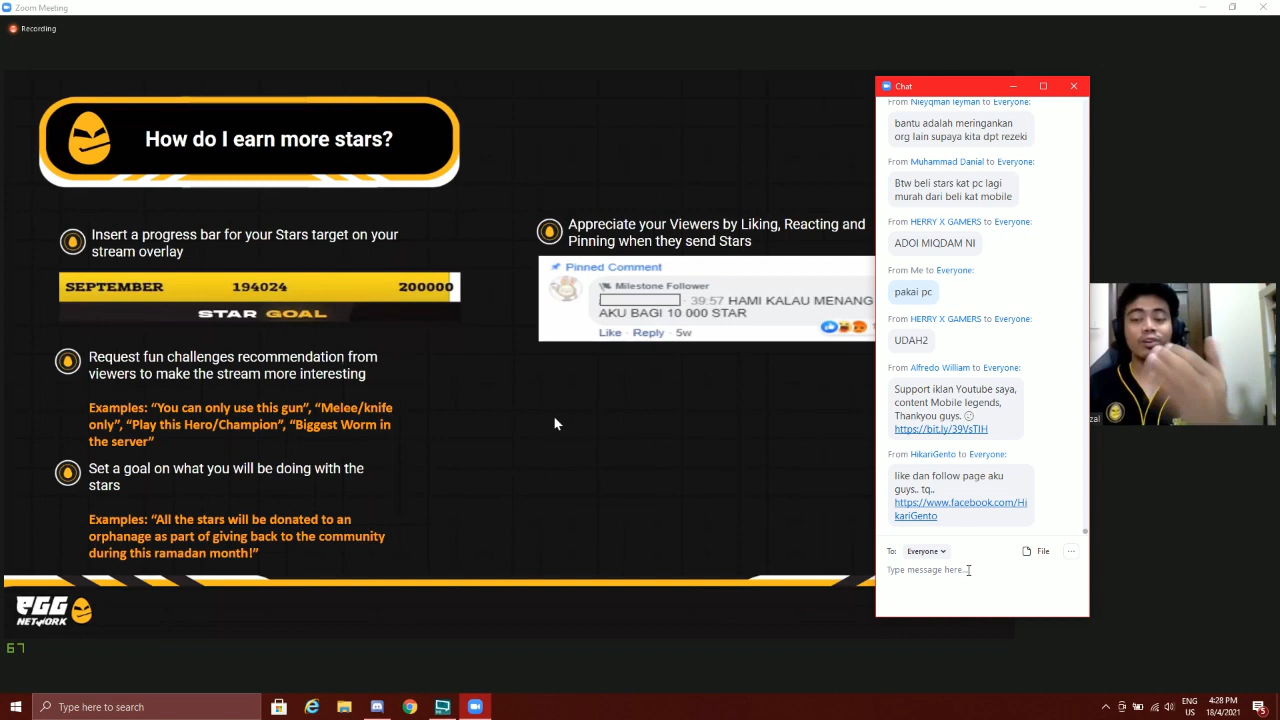 Zoom Meeting
Recording
How do I earn more stars?
Insert a progress bar for your Stars target on your
stream overlay
SEPTEMBER 194024 200000
STAR GOAL
Request fun challenges recommendation from
viewers to make the stream more interesting
Examples: “You can only use this gun”, “Melee/knife
only”, “Play this Hero/Champion”, “Biggest Worm in
the server”
Set a goal on what you will be doing with the
stars
Examples: “All the stars will be donated to an
orphanage as part of giving back to the community
during this ramadan month!”
EGG
NETWORK
67
Appreciate your Viewers by Liking, Reacting and
Pinning when they send Stars
Pinned Comment
Milestone Follower
39:57 HAMI KALAU MENANG
AKU BAGI 10 000 STAR
Like · Reply · 5w
Chat
From Nieyqman Ieyman to Everyone:
bantu adalah meringankan
org lain supaya kita dpt rezeki
From Muhammad Danial to Everyone:
Btw beli stars kat pc lagi
murah dari beli kat mobile
From HERRY X GAMERS to Everyone:
ADOI MIQDAM NI
From Me to Everyone:
pakai pc
From HERRY X GAMERS to Everyone:
UDAH2
From Alfredo William to Everyone:
Support iklan Youtube saya,
content Mobile legends,
Thankyou guys. 🙂
https://bit.ly/39VsTIH
From HikariGento to Everyone:
like dan follow page aku
guys.. tq..
https://www.facebook.com/Hi
kariGento
To: Everyone File
Type message here...
zal
Type here to search
ENG
US
4:28 PM
18/4/2021
5